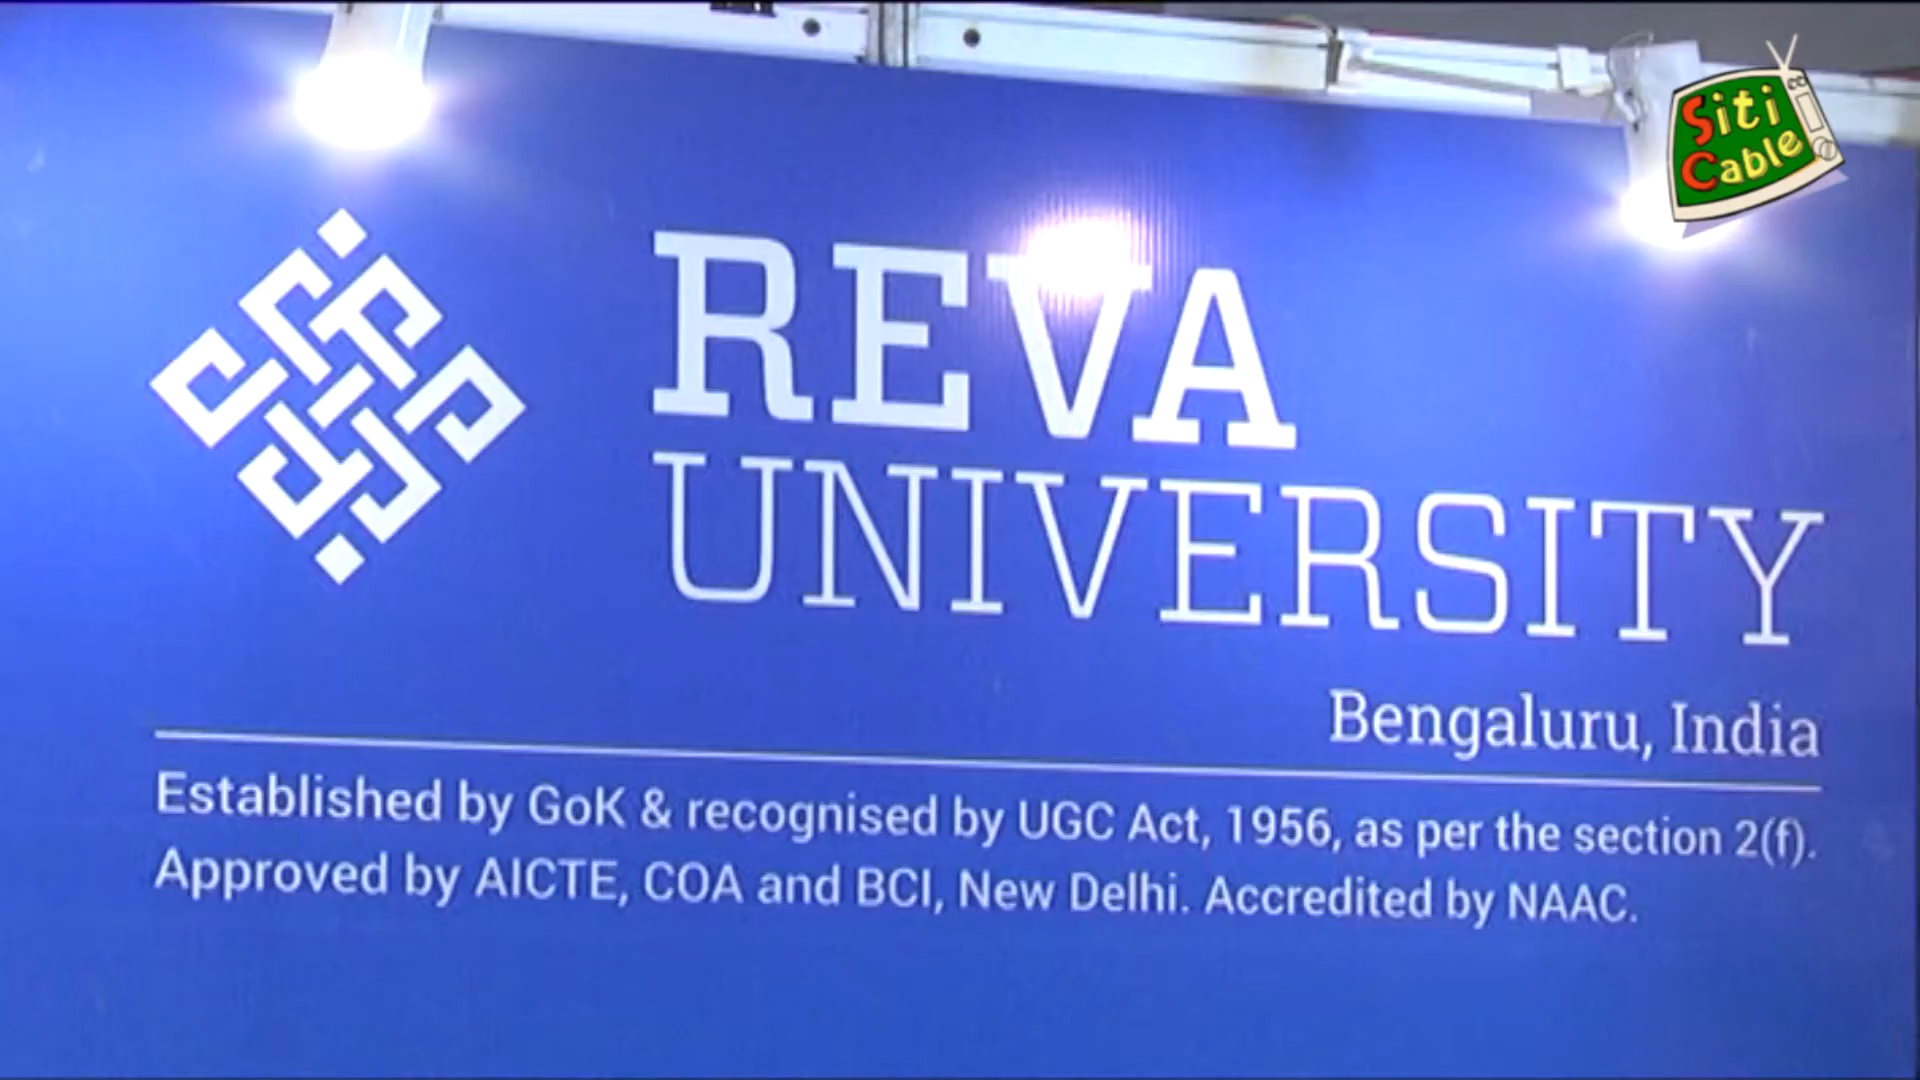 Siti
Cable
REVA
UNIVERSITY
Bengaluru, India
Established by GoK & recognised by UGC Act, 1956, as per the section 2(f).
Approved by AICTE, COA and BCI, New Delhi. Accredited by NAAC.